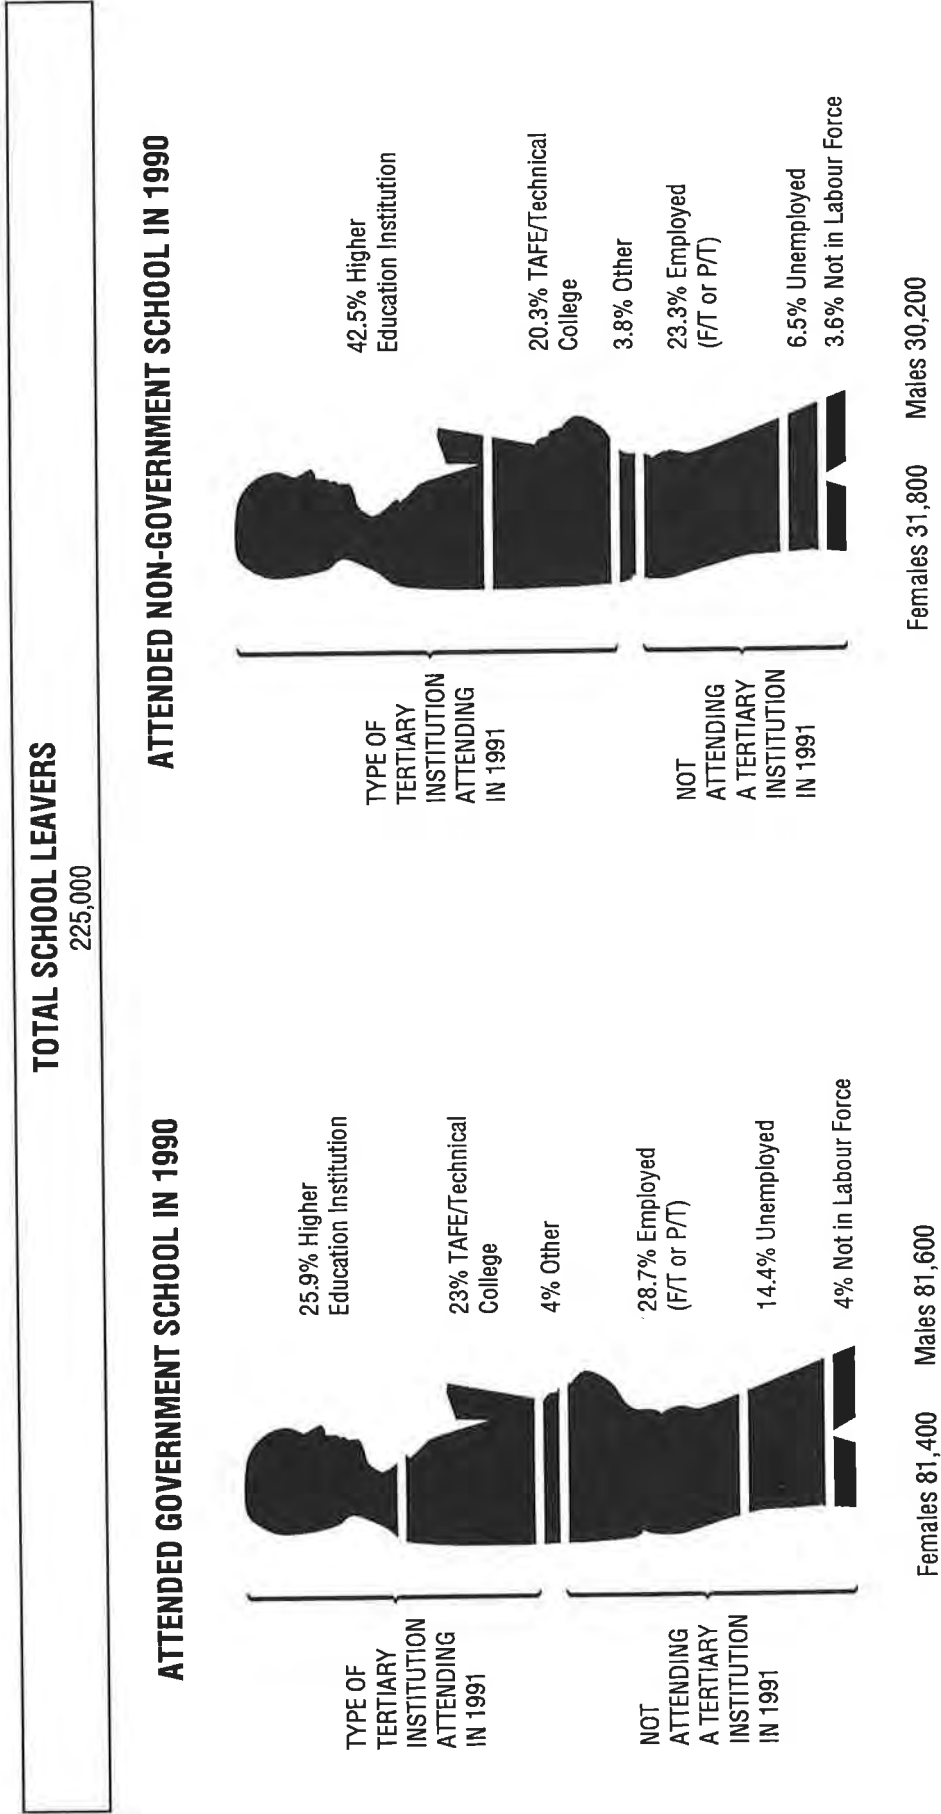 TOTAL SCHOOL LEAVERS
225,000
ATTENDED GOVERNMENT SCHOOL IN 1990
TYPE OF
TERTIARY
INSTITUTION
ATTENDING
IN 1991
NOT
ATTENDING
A TERTIARY
INSTITUTION
IN 1991
25.9% Higher
Education Institution
23% TAFE/Technical
College
4% Other
28.7% Employed
(F/T or P/T)
14.4% Unemployed
4% Not in Labour Force
Females 81,400 Males 81,600
ATTENDED NON-GOVERNMENT SCHOOL IN 1990
TYPE OF
TERTIARY
INSTITUTION
ATTENDING
IN 1991
NOT
ATTENDING
A TERTIARY
INSTITUTION
IN 1991
42.5% Higher
Education Institution
20.3% TAFE/Technical
College
3.8% Other
23.3% Employed
(F/T or P/T)
6.5% Unemployed
3.6% Not in Labour Force
Females 31,800 Males 30,200